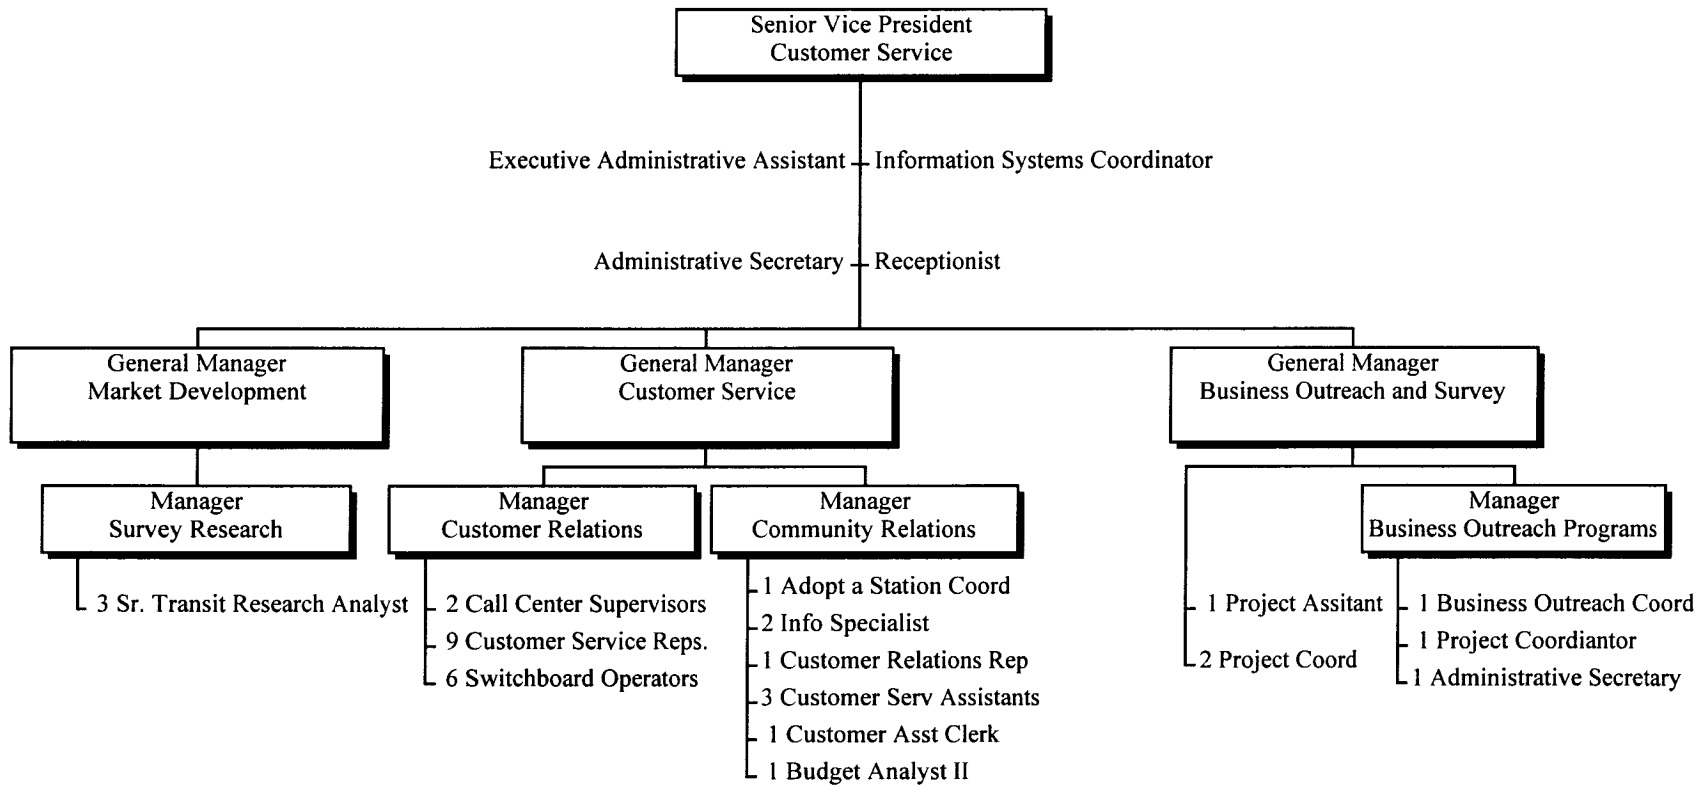 Senior Vice President
Customer Service
Executive Administrative Assistant
Information Systems Coordinator
Administrative Secretary
Receptionist
General Manager
Market Development
General Manager
Customer Service
General Manager
Business Outreach and Survey
Manager
Survey Research
3 Sr. Transit Research Analyst
Manager
Customer Relations
2 Call Center Supervisors
9 Customer Service Reps.
6 Switchboard Operators
Manager
Community Relations
1 Adopt a Station Coord
2 Info Specialist
1 Customer Relations Rep
3 Customer Serv Assistants
1 Customer Asst Clerk
1 Budget Analyst II
1 Project Assitant
2 Project Coord
Manager
Business Outreach Programs
1 Business Outreach Coord
1 Project Coordiantor
1 Administrative Secretary